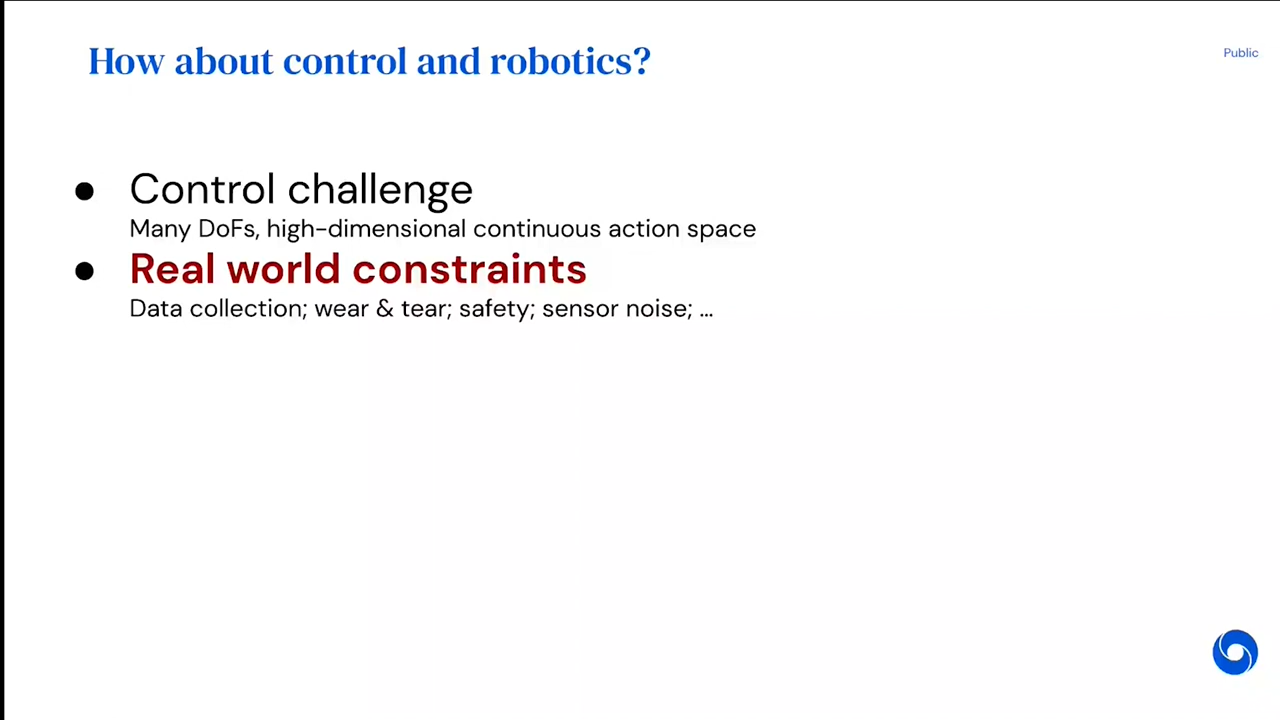 How about control and robotics?
Public
● Control challenge
Many DoFs, high-dimensional continuous action space
● Real world constraints
Data collection; wear & tear; safety; sensor noise; …